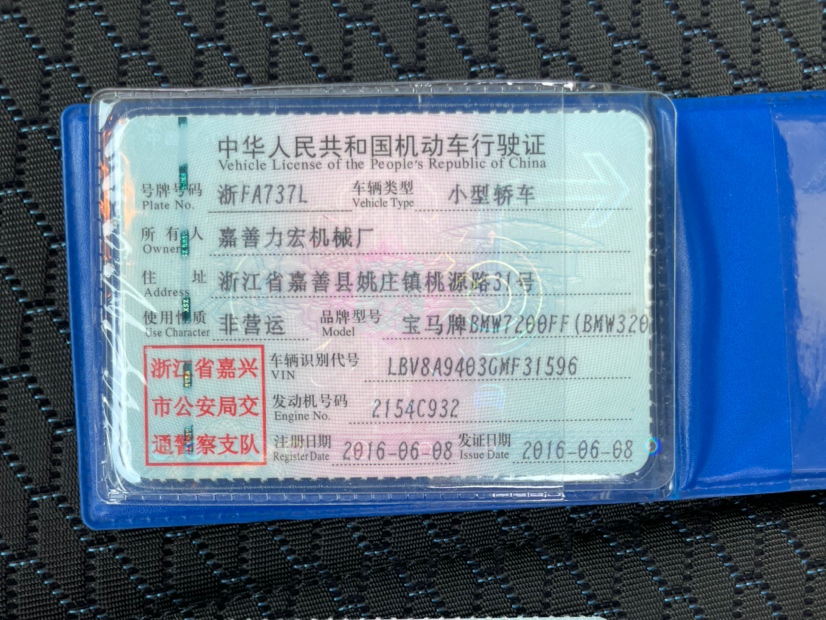 中华人民共和国机动车行驶证
Vehicle License of the People's Republic of China
号牌号码 浙FA737L 车辆类型 小型轿车
Plate No. Vehicle Type
所有人 嘉善力宏机械厂
Owner
住址 浙江省嘉善县姚庄镇桃源路31号
Address
使用性质 非营运 品牌型号 宝马牌BMW7200FF(BMW320
Use Character Model
浙江省嘉兴
市公安局交
通警察支队
车辆识别代号 LBV8A9403GMF31596
VIN
发动机号码 2154C932
Engine No.
注册日期 2016-06-08 发证日期 2016-06-08
Register Date Issue Date